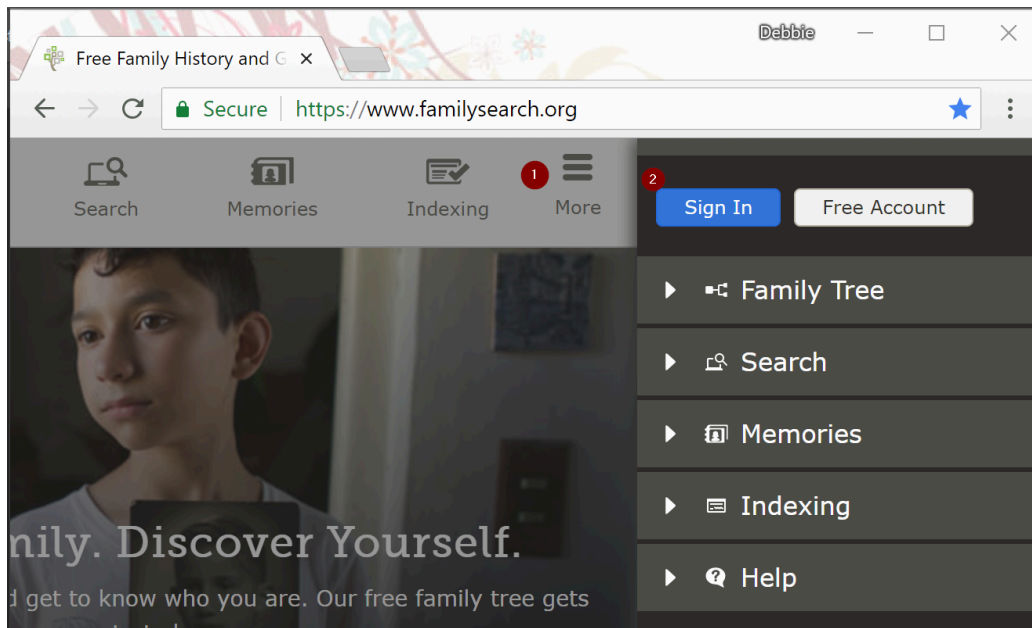 Debbie
Free Family History and G
Secure https://www.familysearch.org
Search
Memories
Indexing
1
More
2
Sign In
Free Account
Family Tree
Search
Memories
Indexing
Help
mily. Discover Yourself.
d get to know who you are. Our free family tree gets